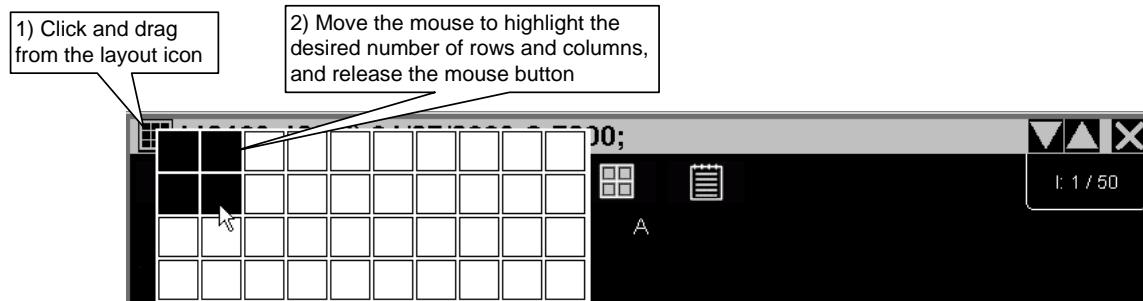 1) Click and drag
from the layout icon
2) Move the mouse to highlight the
desired number of rows and columns,
and release the mouse button
00;
I: 1 / 50
A